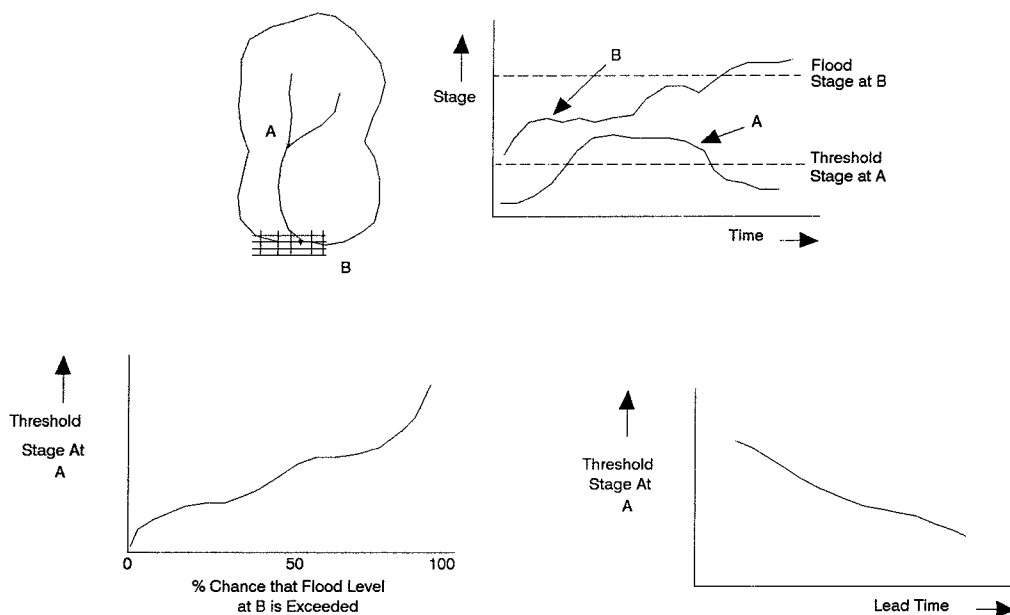 A
B
Stage
B
A
Flood
Stage at B
Threshold
Stage at A
Time
Threshold
Stage At
A
0
50
100
% Chance that Flood Level
at B is Exceeded
Threshold
Stage At
A
Lead Time